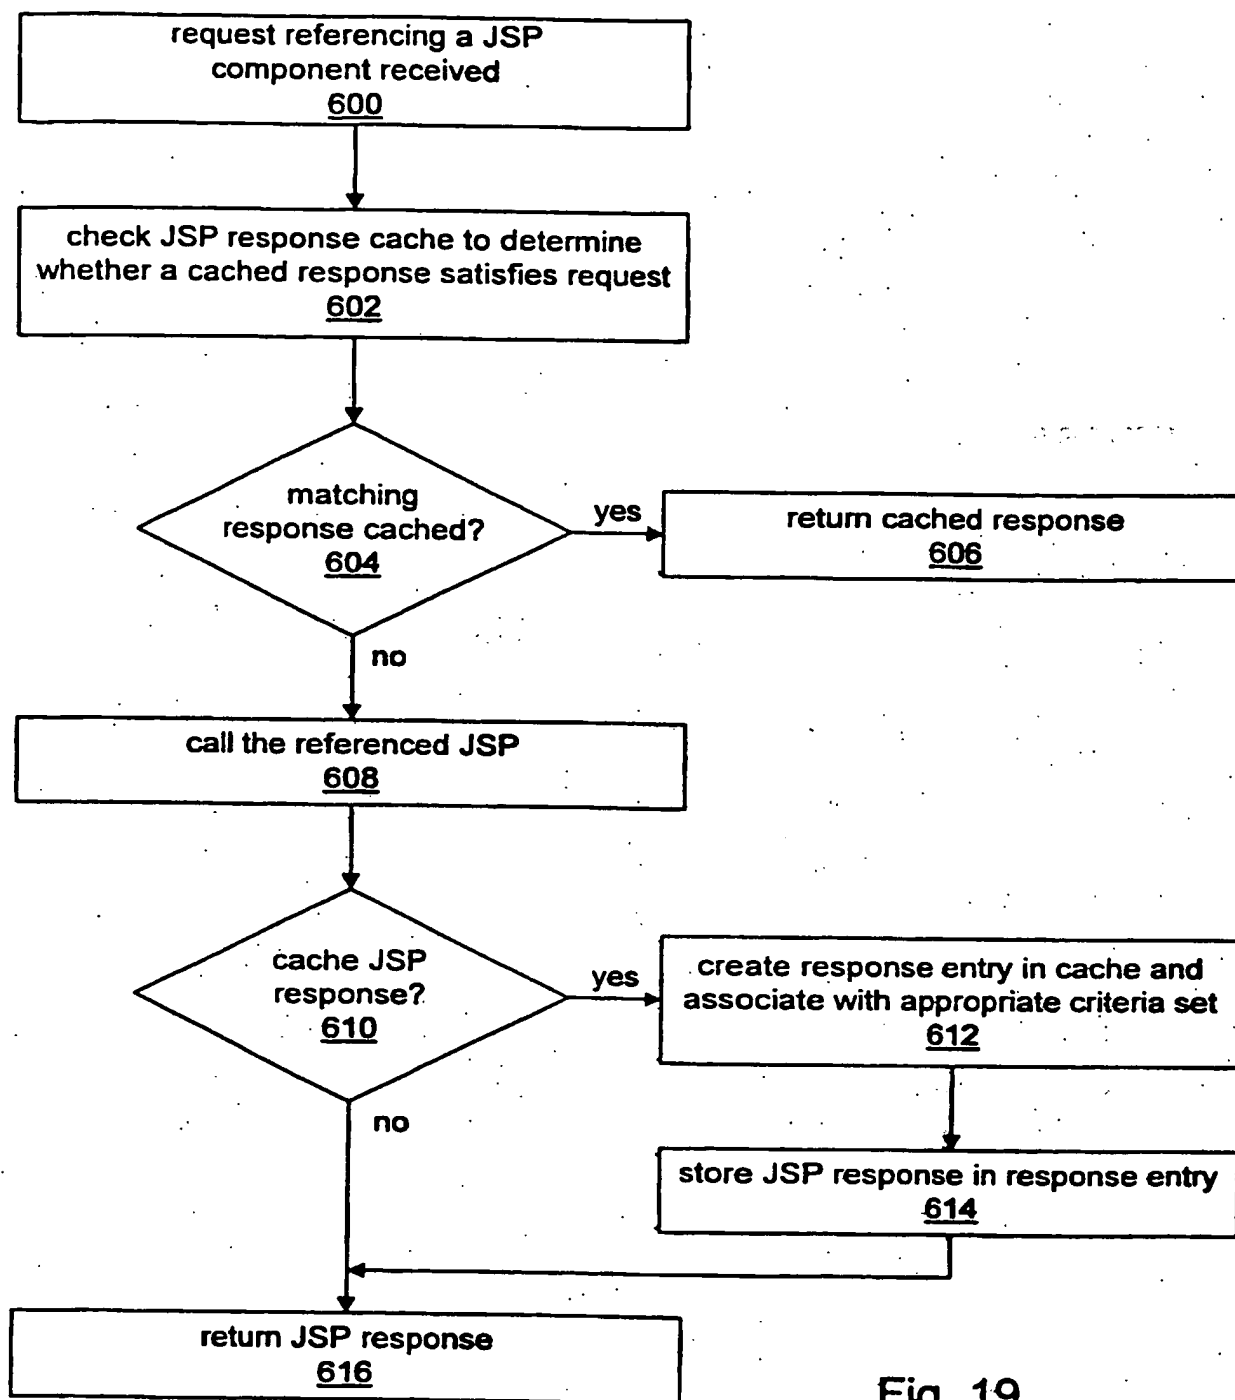 request referencing a JSP
component received
600
check JSP response cache to determine
whether a cached response satisfies request
602
matching
response cached?
604
yes
return cached response
606
no
call the referenced JSP
608
cache JSP
response?
610
yes
create response entry in cache and
associate with appropriate criteria set
612
no
store JSP response in response entry
614
return JSP response
616
Fig. 19